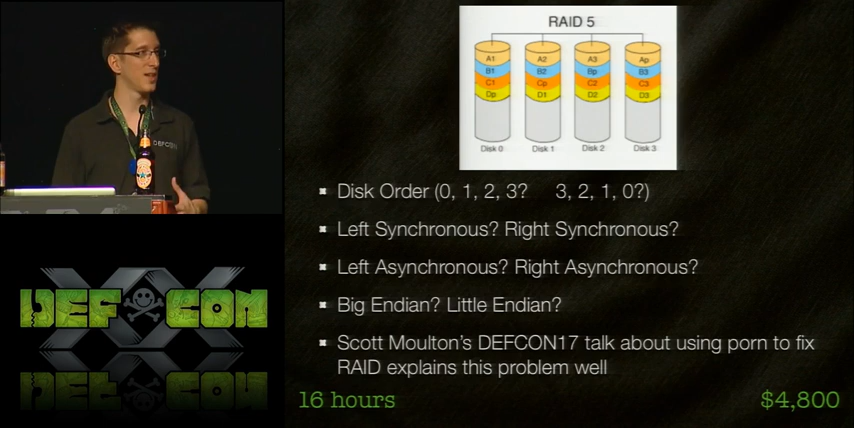 DEFCON
DEF CON
XX
RAID 5
A1 A2 A3 Ap
B1 B2 Bp B3
C1 Cp C2 C3
Dp D1 D2 D3
Disk 0 Disk 1 Disk 2 Disk 3
Disk Order (0, 1, 2, 3? 3, 2, 1, 0?)
Left Synchronous? Right Synchronous?
Left Asynchronous? Right Asynchronous?
Big Endian? Little Endian?
Scott Moulton's DEFCON17 talk about using porn to fix
RAID explains this problem well
16 hours $4,800